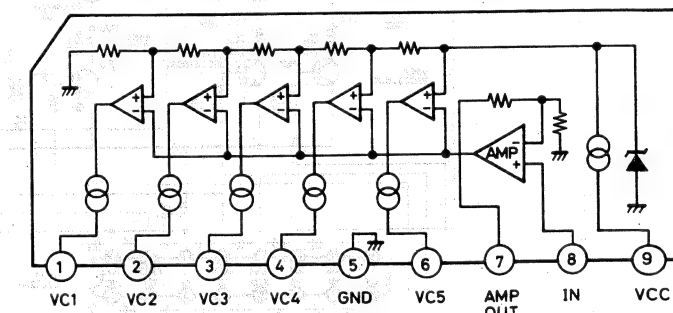 + + + + +
- - - - -
-
AMP
+
1 2 3 4 5 6 7 8 9
VC1 VC2 VC3 VC4 GND VC5 AMP IN VCC
OUT